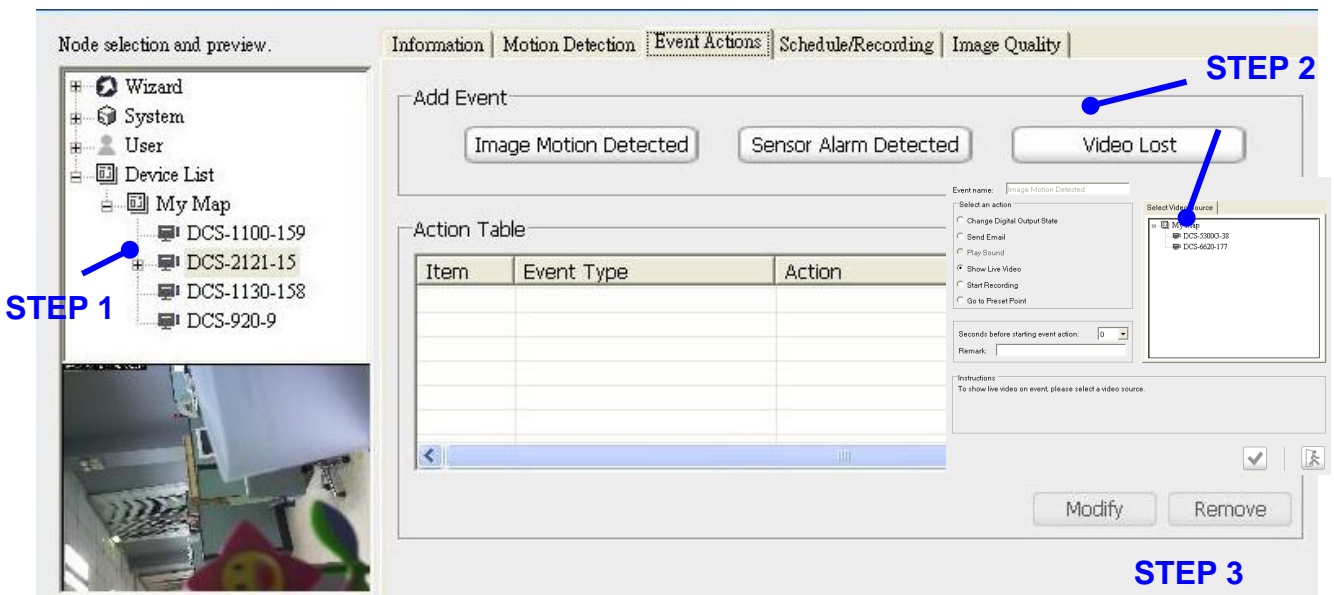 Node selection and preview.
Information Motion Detection Event Actions Schedule/Recording Image Quality
STEP 2
Wizard
System
User
Device List
My Map
DCS-1100-159
DCS-2121-15
DCS-1130-158
DCS-920-9
STEP 1
Add Event
Image Motion Detected Sensor Alarm Detected Video Lost
Action Table
Item Event Type Action
Event name: Image Motion Detected
Select an action
Change Digital Output State
Send Email
Play Sound
Show Live Video
Start Recording
Go to Preset Point
Select Video Source
My Map
DCS-5300G-38
DCS-6620-177
Seconds before starting event action: 0
Remark:
Instructions
To show live video on event, please select a video source.
Modify Remove
STEP 3